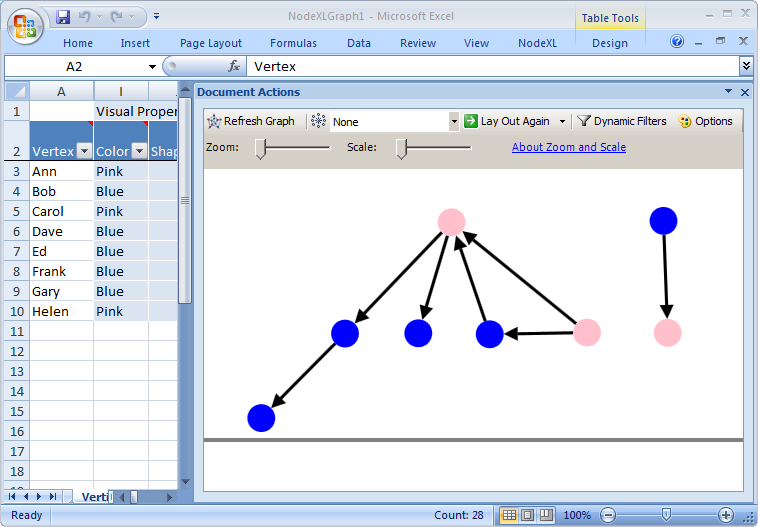 NodeXLGraph1 - Microsoft Excel
Table Tools
Home Insert Page Layout Formulas Data Review View NodeXL Design
A2 fx Vertex
Document Actions
Refresh Graph None Lay Out Again Dynamic Filters Options
Zoom: Scale: About Zoom and Scale
A I
1 Visual Proper
2 Vertex Color Shap
3 Ann Pink
4 Bob Blue
5 Carol Pink
6 Dave Blue
7 Ed Blue
8 Frank Blue
9 Gary Blue
10 Helen Pink
11
12
13
14
15
16
17
18
Verti
Ready Count: 28 100%